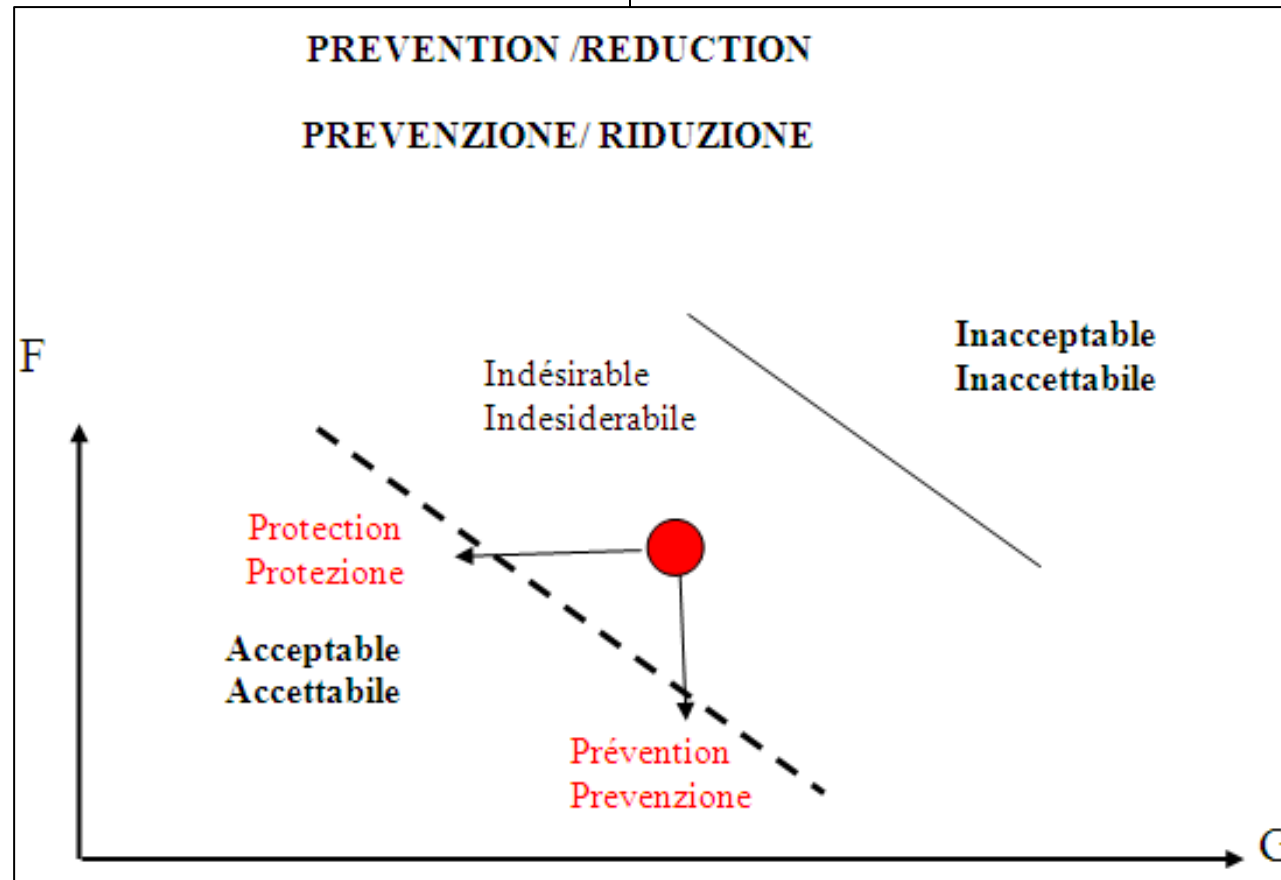 PREVENTION /REDUCTION
PREVENZIONE/ RIDUZIONE
F
Inacceptable
Inaccettabile
Indésirable
Indesiderabile
Protection
Protezione
Acceptable
Accettabile
Prévention
Prevenzione
G